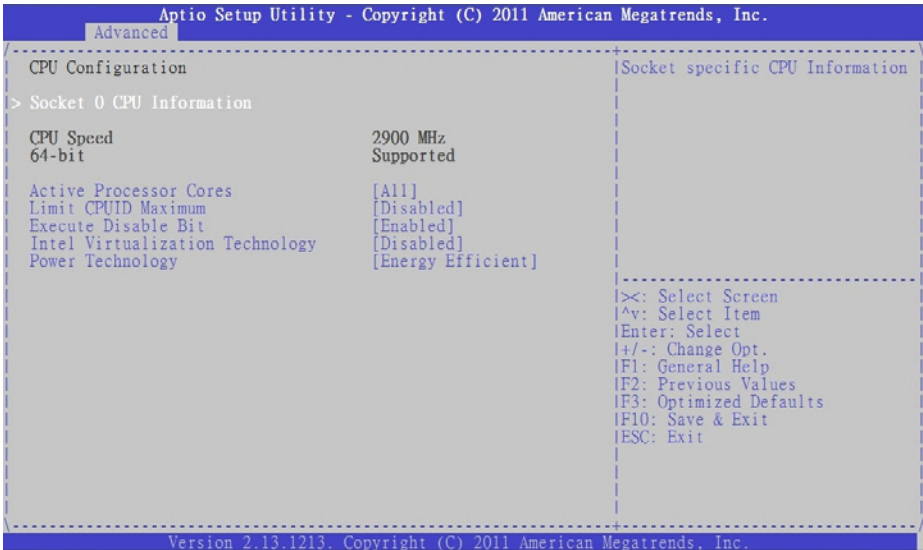 Aptio Setup Utility - Copyright (C) 2011 American Megatrends, Inc.
Advanced
CPU Configuration
> Socket 0 CPU Information
CPU Speed 2900 MHz
64-bit Supported
Active Processor Cores [All]
Limit CPUID Maximum [Disabled]
Execute Disable Bit [Enabled]
Intel Virtualization Technology [Disabled]
Power Technology [Energy Efficient]
Socket specific CPU Information
><: Select Screen
^v: Select Item
Enter: Select
+/-: Change Opt.
F1: General Help
F2: Previous Values
F3: Optimized Defaults
F10: Save & Exit
ESC: Exit
Version 2.13.1213. Copyright (C) 2011 American Megatrends, Inc.